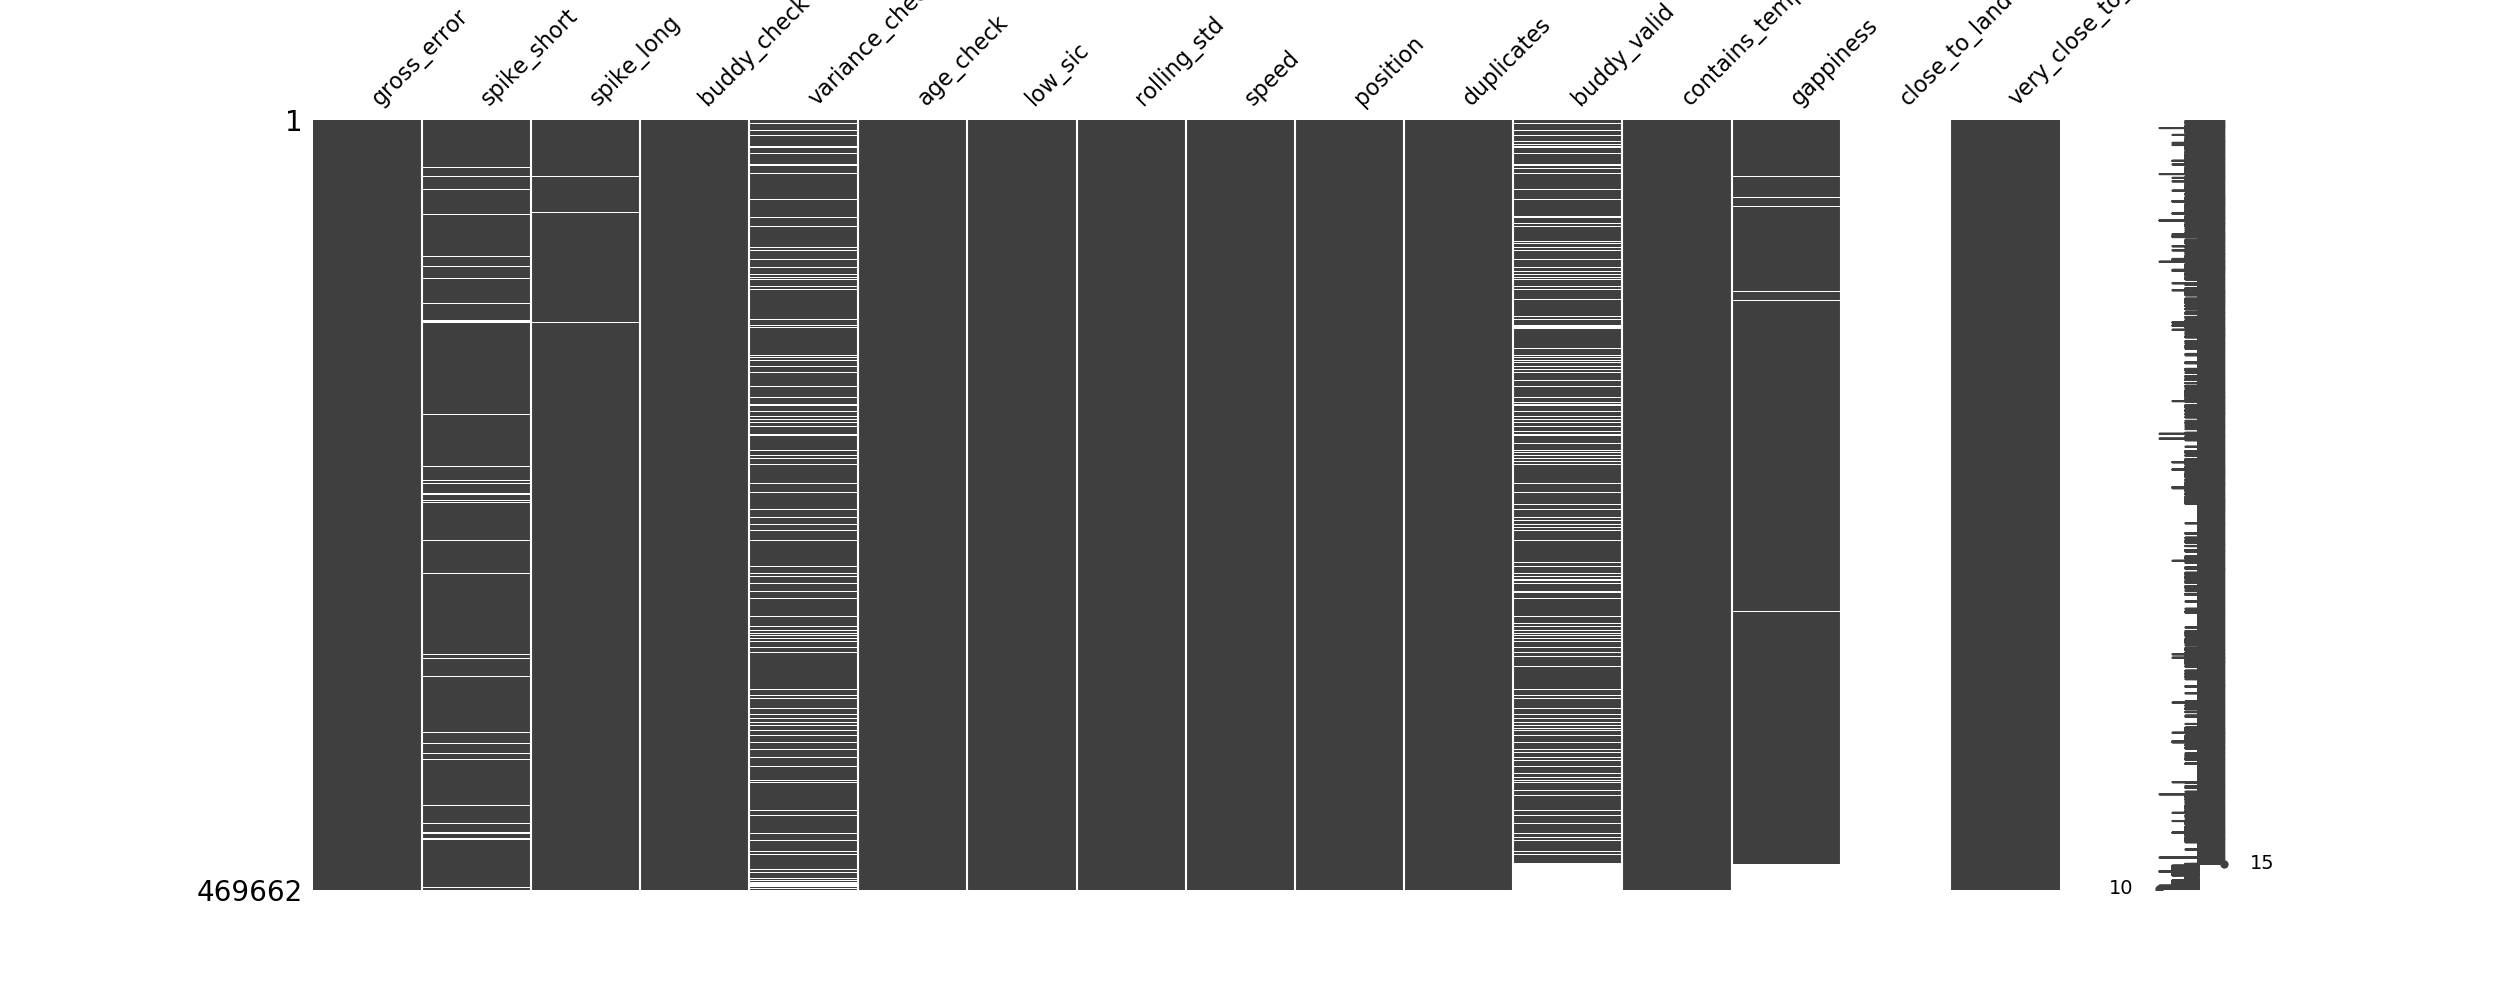 gross_error
spike_short
spike_long
buddy_check
variance_che
age_check
low_sic
rolling_std
speed
position
duplicates
buddy_valid
contains_temp
gappiness
close_to_land
very_close_to_
1
469662
15
10